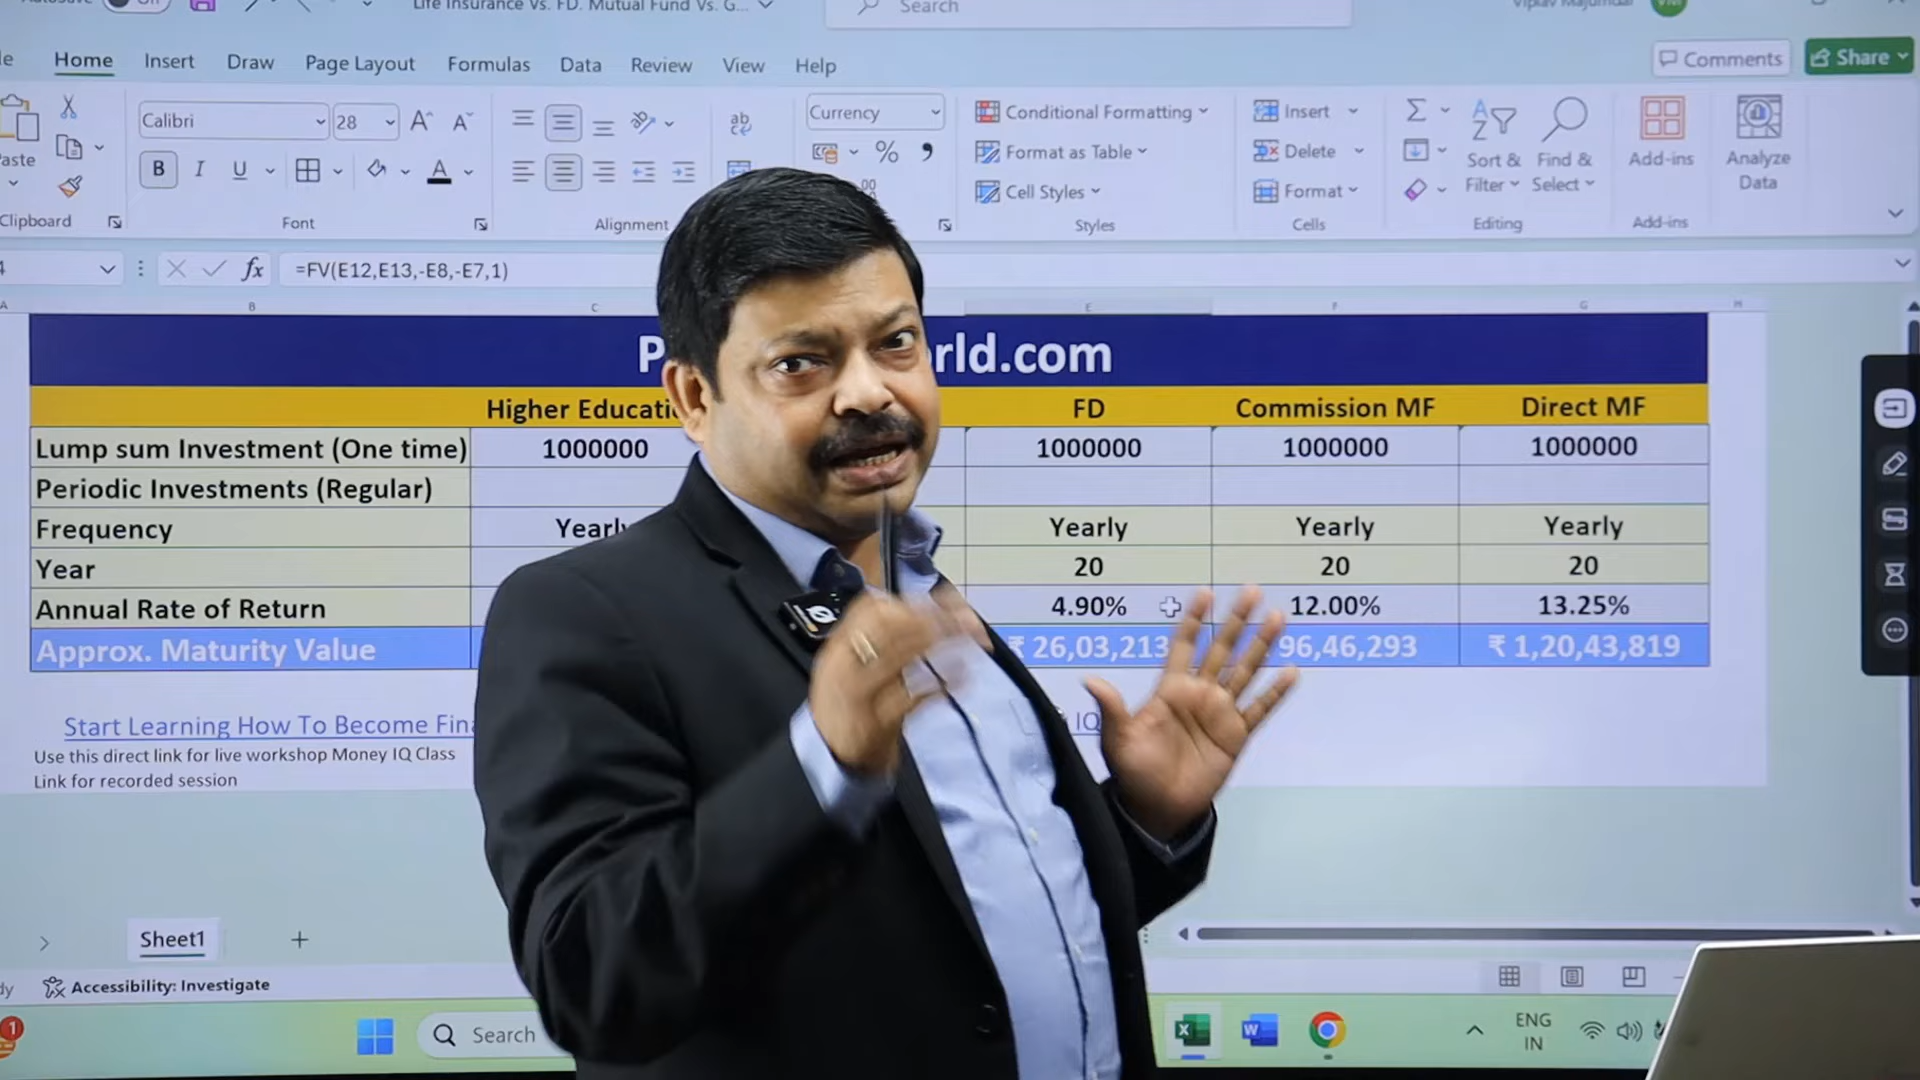 Life Insurance Vs. FD. Mutual Fund Vs. G...
Search
Home Insert Draw Page Layout Formulas Data Review View Help
Comments Share
Calibri 28 Currency
Conditional Formatting
Format as Table
Cell Styles
Insert
Delete
Format
Sort & Filter
Find & Select
Add-ins
Analyze Data
B I U
ab
% ,
Clipboard Font Alignment Styles Cells Editing Add-ins
fx =FV(E12,E13,-E8,-E7,1)
A B C E F G H
rld.com
Higher Educati FD Commission MF Direct MF
Lump sum Investment (One time) 1000000 1000000 1000000 1000000
Periodic Investments (Regular)
Frequency Yearly Yearly Yearly Yearly
Year 20 20 20
Annual Rate of Return 4.90% 12.00% 13.25%
Approx. Maturity Value ₹ 26,03,213 96,46,293 ₹ 1,20,43,819
Start Learning How To Become Fin IQ
Use this direct link for live workshop Money IQ Class
Link for recorded session
Sheet1 +
Accessibility: Investigate
1
Search
ENG
IN